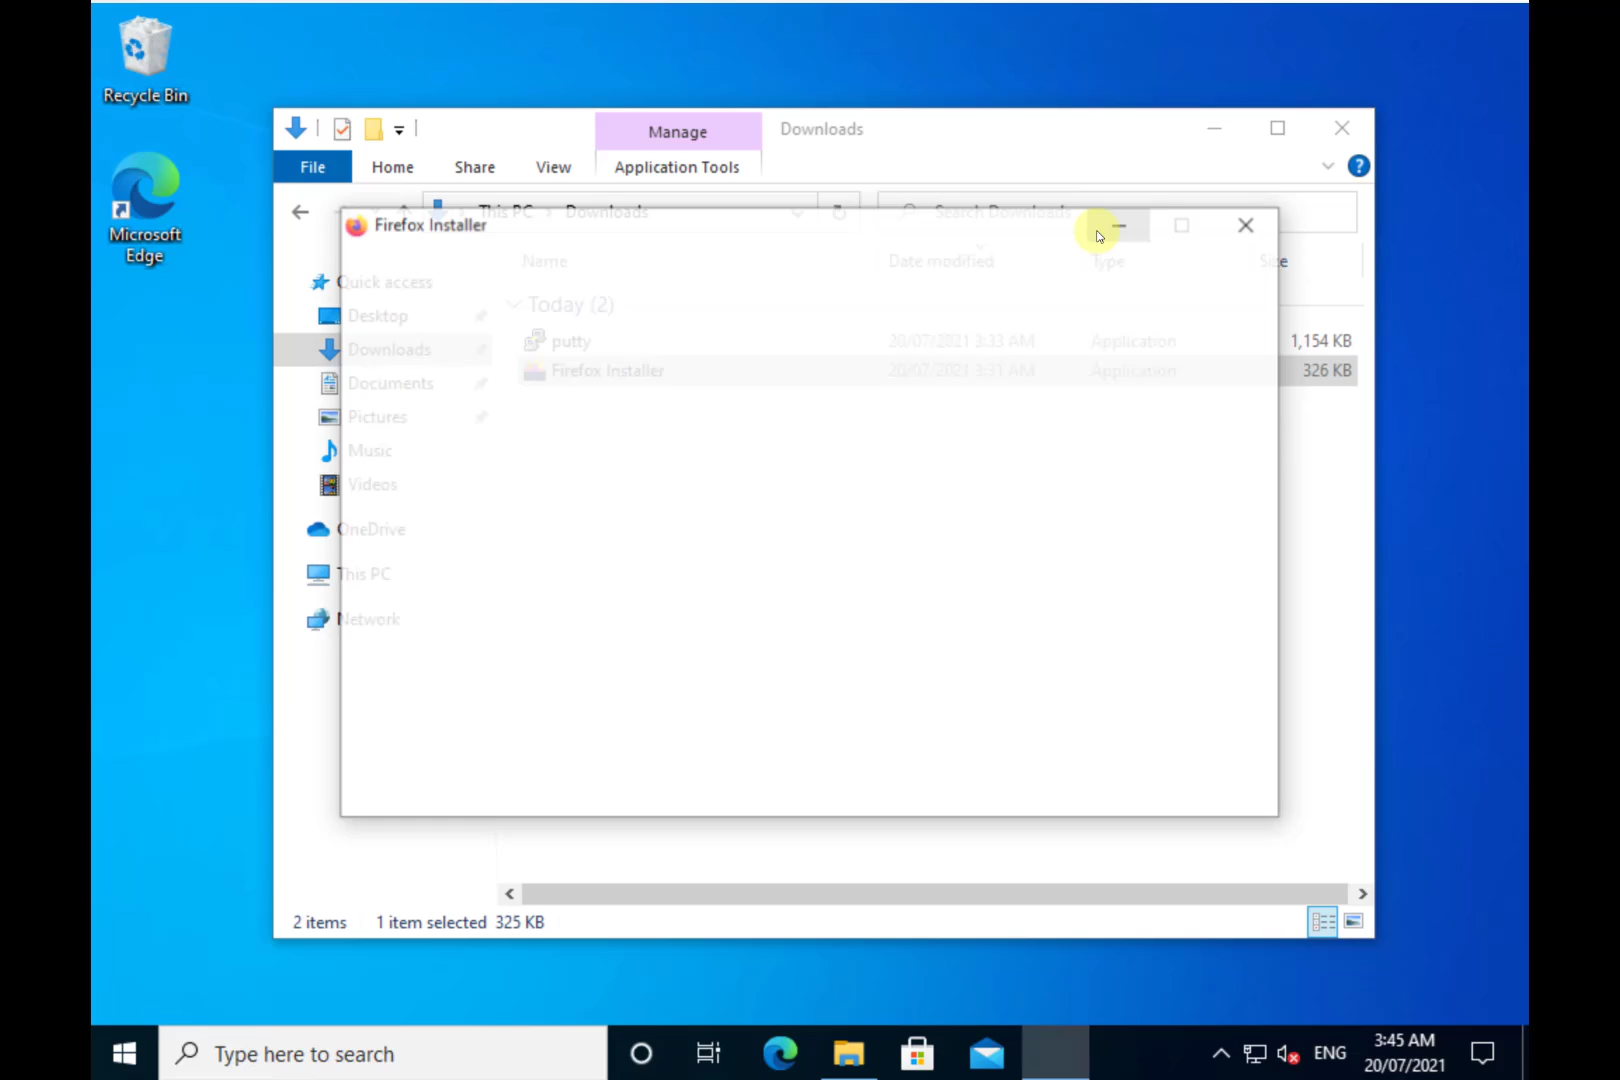 Recycle Bin
Microsoft
Edge
Manage
Downloads
File
Home
Share
View
Application Tools
This PC
Downloads
Search Downloads
Firefox Installer
Name
Date modified
Type
Size
Quick access
Desktop
Downloads
Documents
Pictures
Music
Videos
OneDrive
This PC
Network
Today (2)
putty
20/07/2021 3:33 AM
Application
1,154 KB
Firefox Installer
20/07/2021 3:31 AM
Application
326 KB
2 items
1 item selected 325 KB
Type here to search
ENG
3:45 AM
20/07/2021